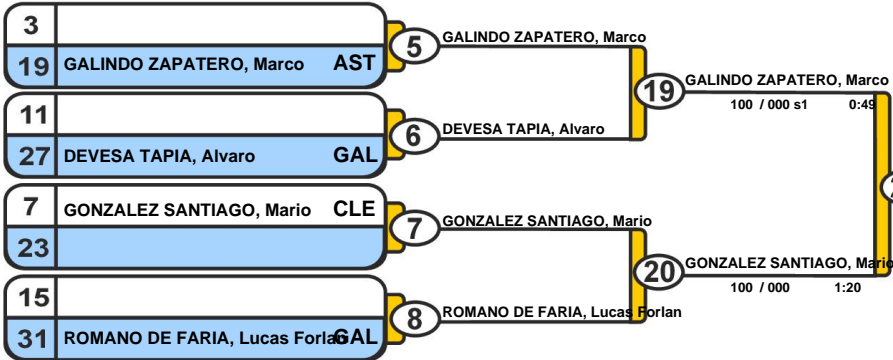 3
19 GALINDO ZAPATERO, Marco AST
5
GALINDO ZAPATERO, Marco
11
27 DEVESA TAPIA, Alvaro GAL
6
DEVESA TAPIA, Alvaro
19
GALINDO ZAPATERO, Marco
100 / 000 s1 0:49
7 GONZALEZ SANTIAGO, Mario CLE
23
7
GONZALEZ SANTIAGO, Mario
15
31 ROMANO DE FARIA, Lucas Forlan GAL
8
ROMANO DE FARIA, Lucas Forlan
20
GONZALEZ SANTIAGO, Mario
100 / 000 1:20